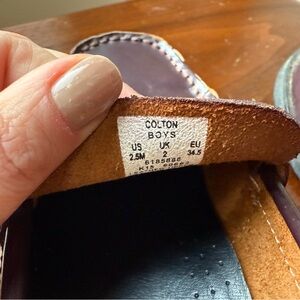 COLTON
BOYS
US UK EU
2.5M 2 34.5
6185886